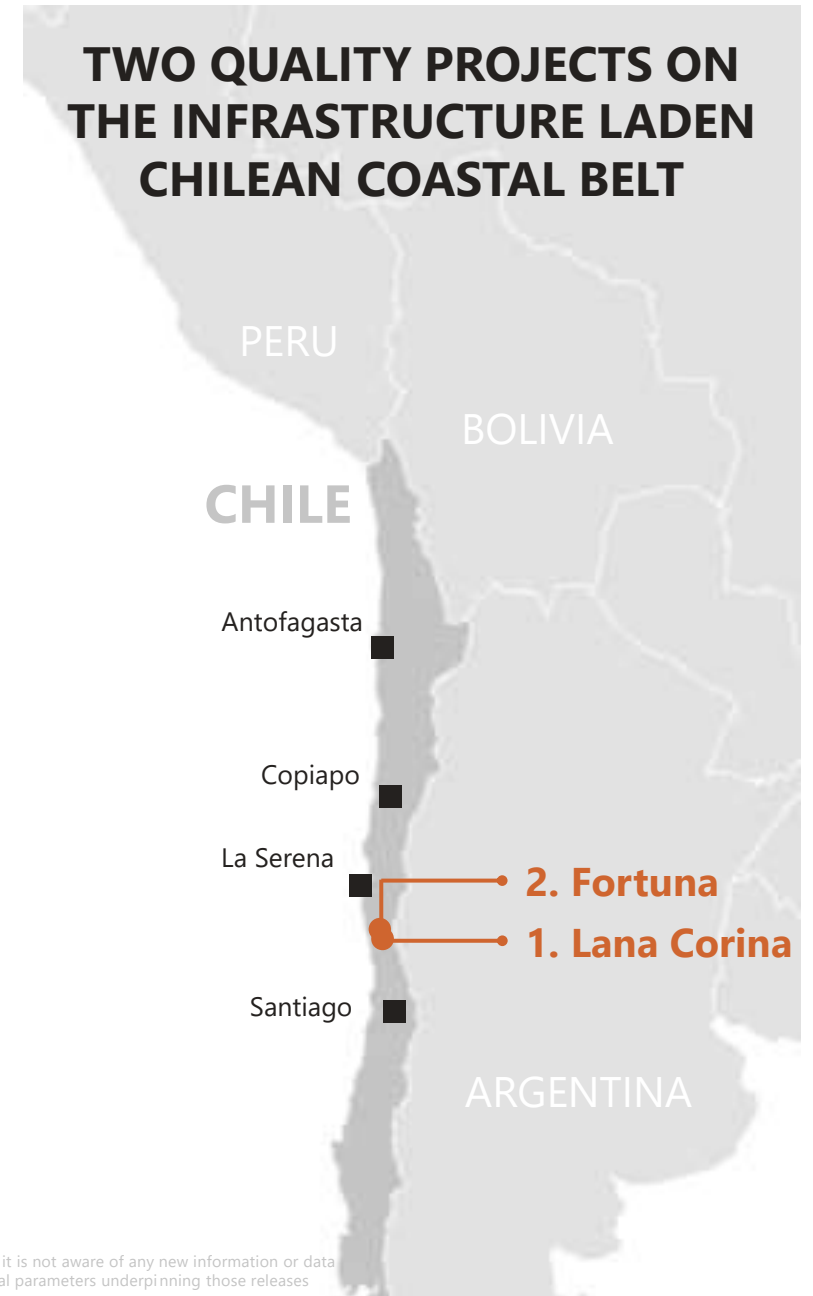 TWO QUALITY PROJECTS ON
THE INFRASTRUCTURE LADEN
CHILEAN COASTAL BELT
PERU
BOLIVIA
CHILE
Antofagasta
Copiapo
La Serena
2. Fortuna
1. Lana Corina
Santiago
ARGENTINA
it is not aware of any new information or data
al parameters underpinning those releases